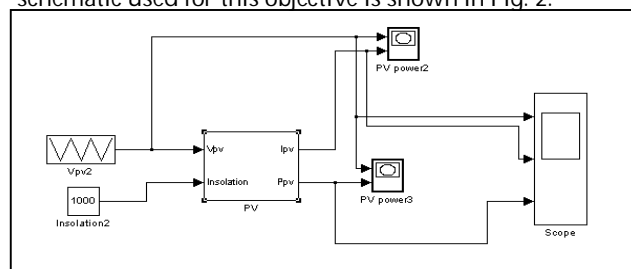 schematic used for this objective is shown in Fig. 2.
PV power2
Vpv
Ipv
Vpv2
Insolation
Ppv
1000
PV power3
Insolation2
PV
Scope